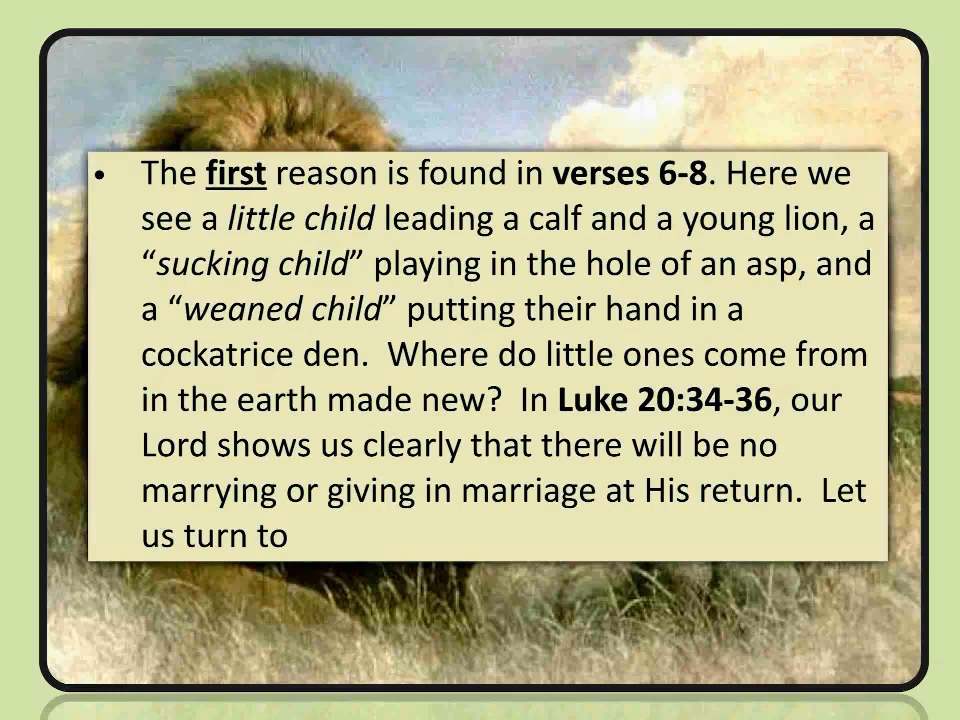 • The first reason is found in verses 6-8. Here we
see a little child leading a calf and a young lion, a
“sucking child” playing in the hole of an asp, and
a “weaned child” putting their hand in a
cockatrice den.  Where do little ones come from
in the earth made new?  In Luke 20:34-36, our
Lord shows us clearly that there will be no
marrying or giving in marriage at His return.  Let
us turn to